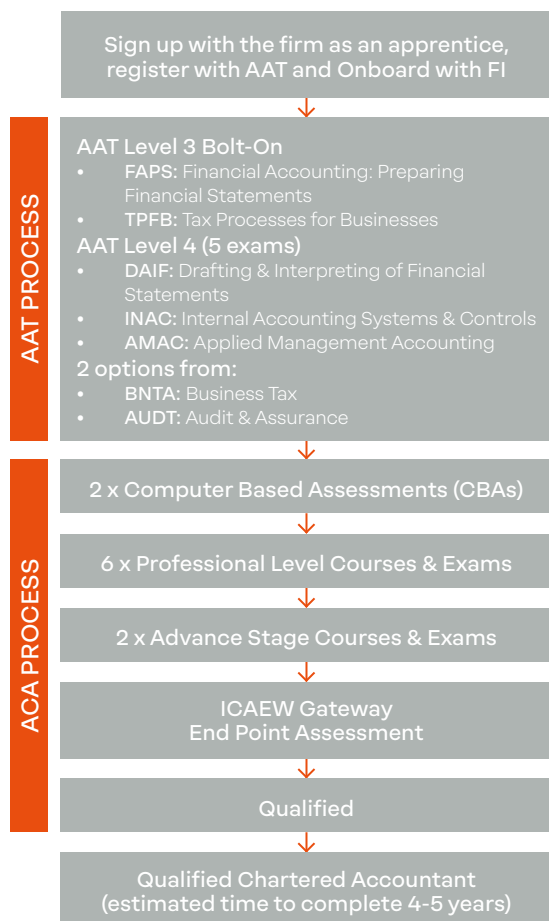 Sign up with the firm as an apprentice,
register with AAT and Onboard with FI
AAT PROCESS
AAT Level 3 Bolt-On
• FAPS: Financial Accounting: Preparing
Financial Statements
• TPFB: Tax Processes for Businesses
AAT Level 4 (5 exams)
• DAIF: Drafting & Interpreting of Financial
Statements
• INAC: Internal Accounting Systems & Controls
• AMAC: Applied Management Accounting
2 options from:
• BNTA: Business Tax
• AUDT: Audit & Assurance
ACA PROCESS
2 x Computer Based Assessments (CBAs)
6 x Professional Level Courses & Exams
2 x Advance Stage Courses & Exams
ICAEW Gateway
End Point Assessment
Qualified
Qualified Chartered Accountant
(estimated time to complete 4-5 years)